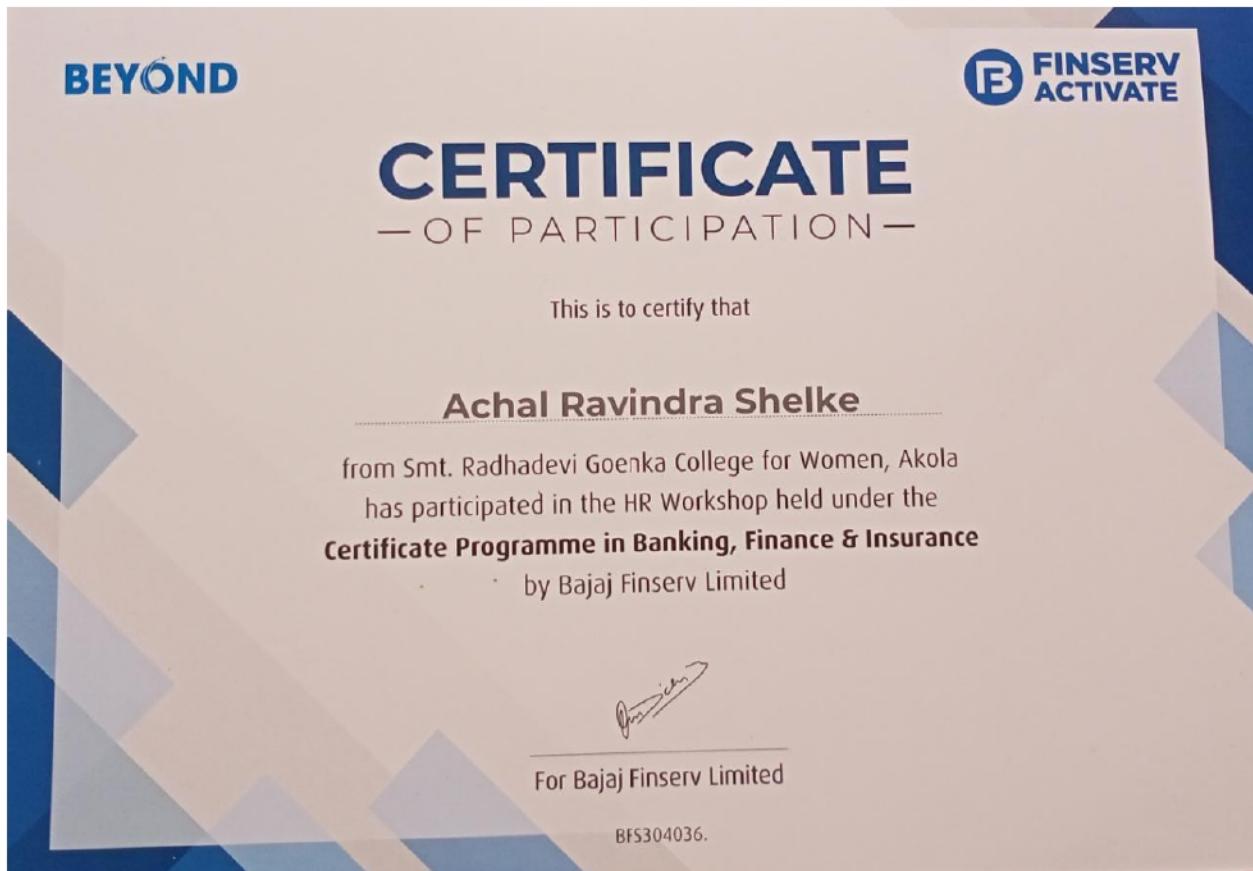 BEYOND
FINSERV
ACTIVATE
CERTIFICATE
— OF PARTICIPATION —
This is to certify that
Achal Ravindra Shelke
from Smt. Radhadevi Goenka College for Women, Akola
has participated in the HR Workshop held under the
Certificate Programme in Banking, Finance & Insurance
by Bajaj Finserv Limited
For Bajaj Finserv Limited
BFS304036.